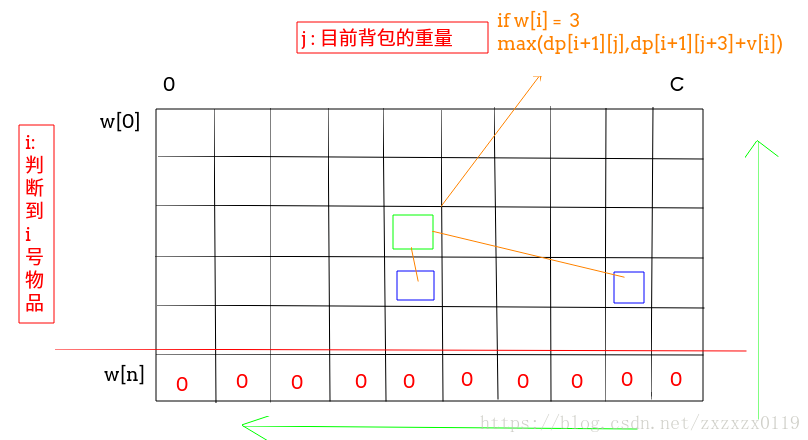 if w[i] = 3
j : 目前背包的重量
max(dp[i+1][j],dp[i+1][j+3]+v[i])
0
C
w[0]
i:
判
断
到
i
号
物
品
w[n]
0 0 0 0 0 0 0 0 0 0
https://blog.csdn.net/zxzxzx0119